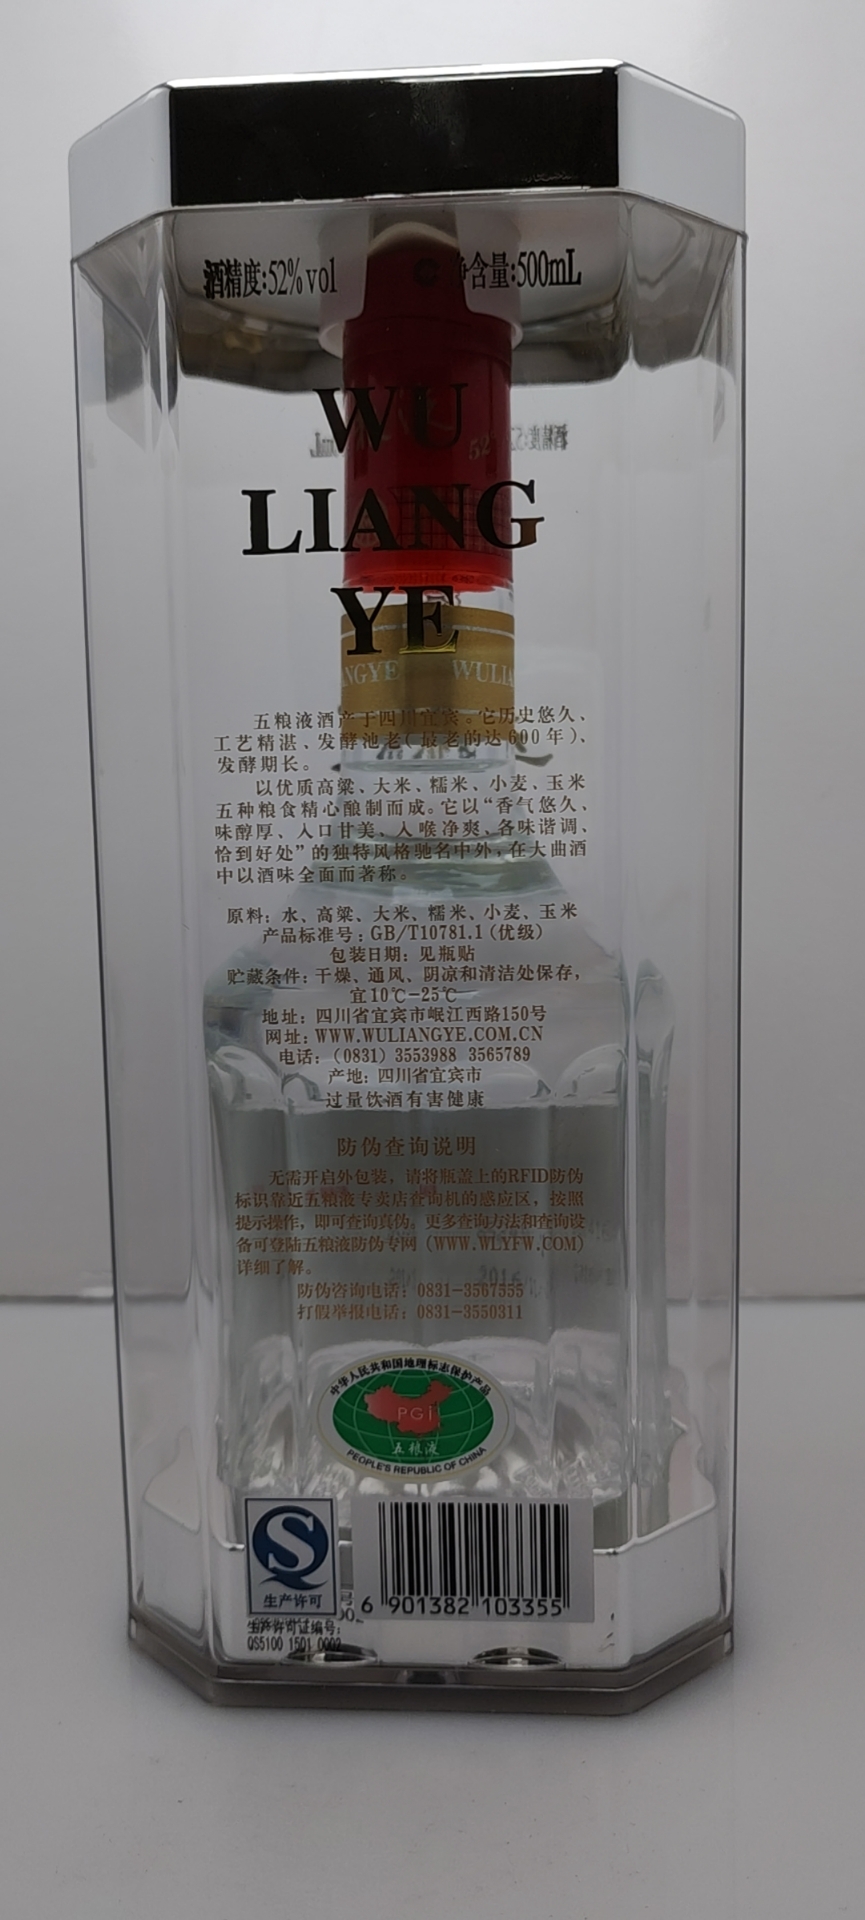 酒精度:52%vol 净含量:500mL
WU
LIANG
YE
52
NGYE WULIA
五粮液酒产于四川宜宾。它历史悠久、
工艺精湛、发酵池老(最老的达600年)、
发酵期长。
以优质高粱、大米、糯米、小麦、玉米
五种粮食精心酿制而成。它以“香气悠久、
味醇厚、入口甘美、入喉净爽、各味谐调、
恰到好处”的独特风格驰名中外,在大曲酒
中以酒味全面而著称。
原料: 水、高粱、大米、糯米、小麦、玉米
产品标准号:GB/T10781.1(优级)
包装日期: 见瓶贴
贮藏条件:干燥、通风、阴凉和清洁处保存,
宜10℃-25℃
地址: 四川省宜宾市岷江西路150号
网址:WWW.WULIANGYE.COM.CN
电话: (0831) 3553988 3565789
产地: 四川省宜宾市
过量饮酒有害健康
防伪查询说明
无需开启外包装, 请将瓶盖上的RFID防伪
标识靠近五粮液专卖店查询机的感应区, 按照
提示操作, 即可查询真伪。更多查询方法和查询设
备可登陆五粮液防伪专网 (WWW.WLYFW.COM)
详细了解。
防伪咨询电话: 0831-3567555
打假举报电话: 0831-3550311
中华人民共和国地理标志保护产品
PGI
五粮液
PEOPLE'S REPUBLIC OF CHINA
S
生产许可
6 901382 103355
生产许可证编号:
QS5100 1501 0002